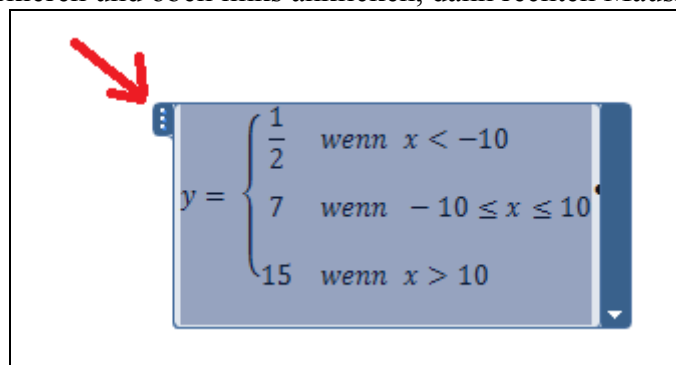 1/2 wenn x < −10
y = { 7 wenn − 10 ≤ x ≤ 10
15 wenn x > 10